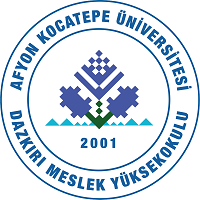 AFYON KOCATEPE ÜNİVERSİTESİ
2001
DAZKIRI MESLEK YÜKSEKOKULU